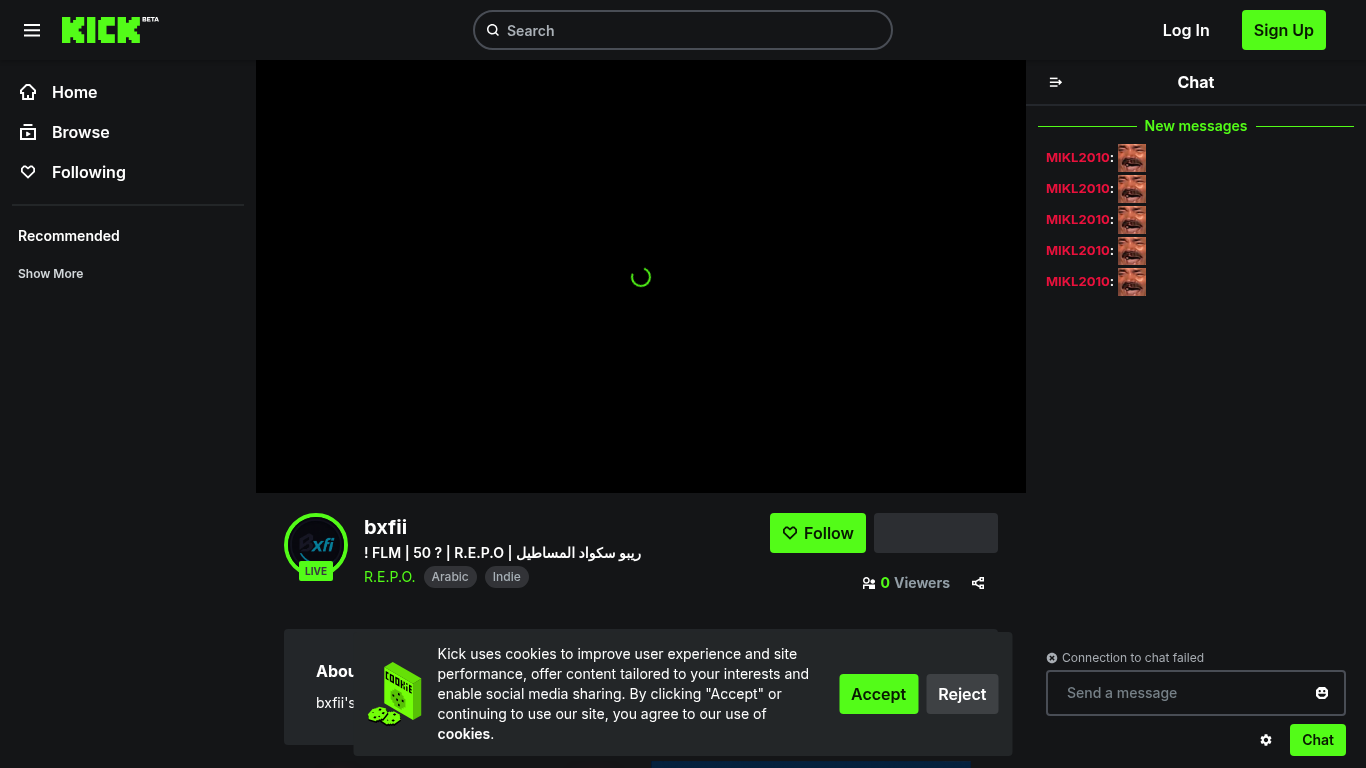 KICK BETA
Search
Log In
Sign Up
Home
Browse
Following
Recommended
Show More
Chat
New messages
MIKL2010:
MIKL2010:
MIKL2010:
MIKL2010:
MIKL2010:
bxfi
LIVE
bxfii
! FLM | 50 ? | R.E.P.O | ريبو سكواد المساطيل
R.E.P.O.
Arabic
Indie
Follow
0 Viewers
Abou
bxfii's
COOKIE
Kick uses cookies to improve user experience and site
performance, offer content tailored to your interests and
enable social media sharing. By clicking "Accept" or
continuing to use our site, you agree to our use of
cookies.
Accept
Reject
Connection to chat failed
Send a message
Chat